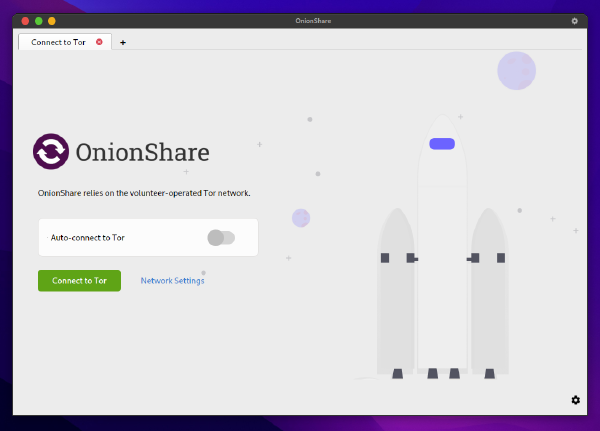 OnionShare
Connect to Tor
+
OnionShare
OnionShare relies on the volunteer-operated Tor network.
Auto-connect to Tor
Connect to Tor
Network Settings